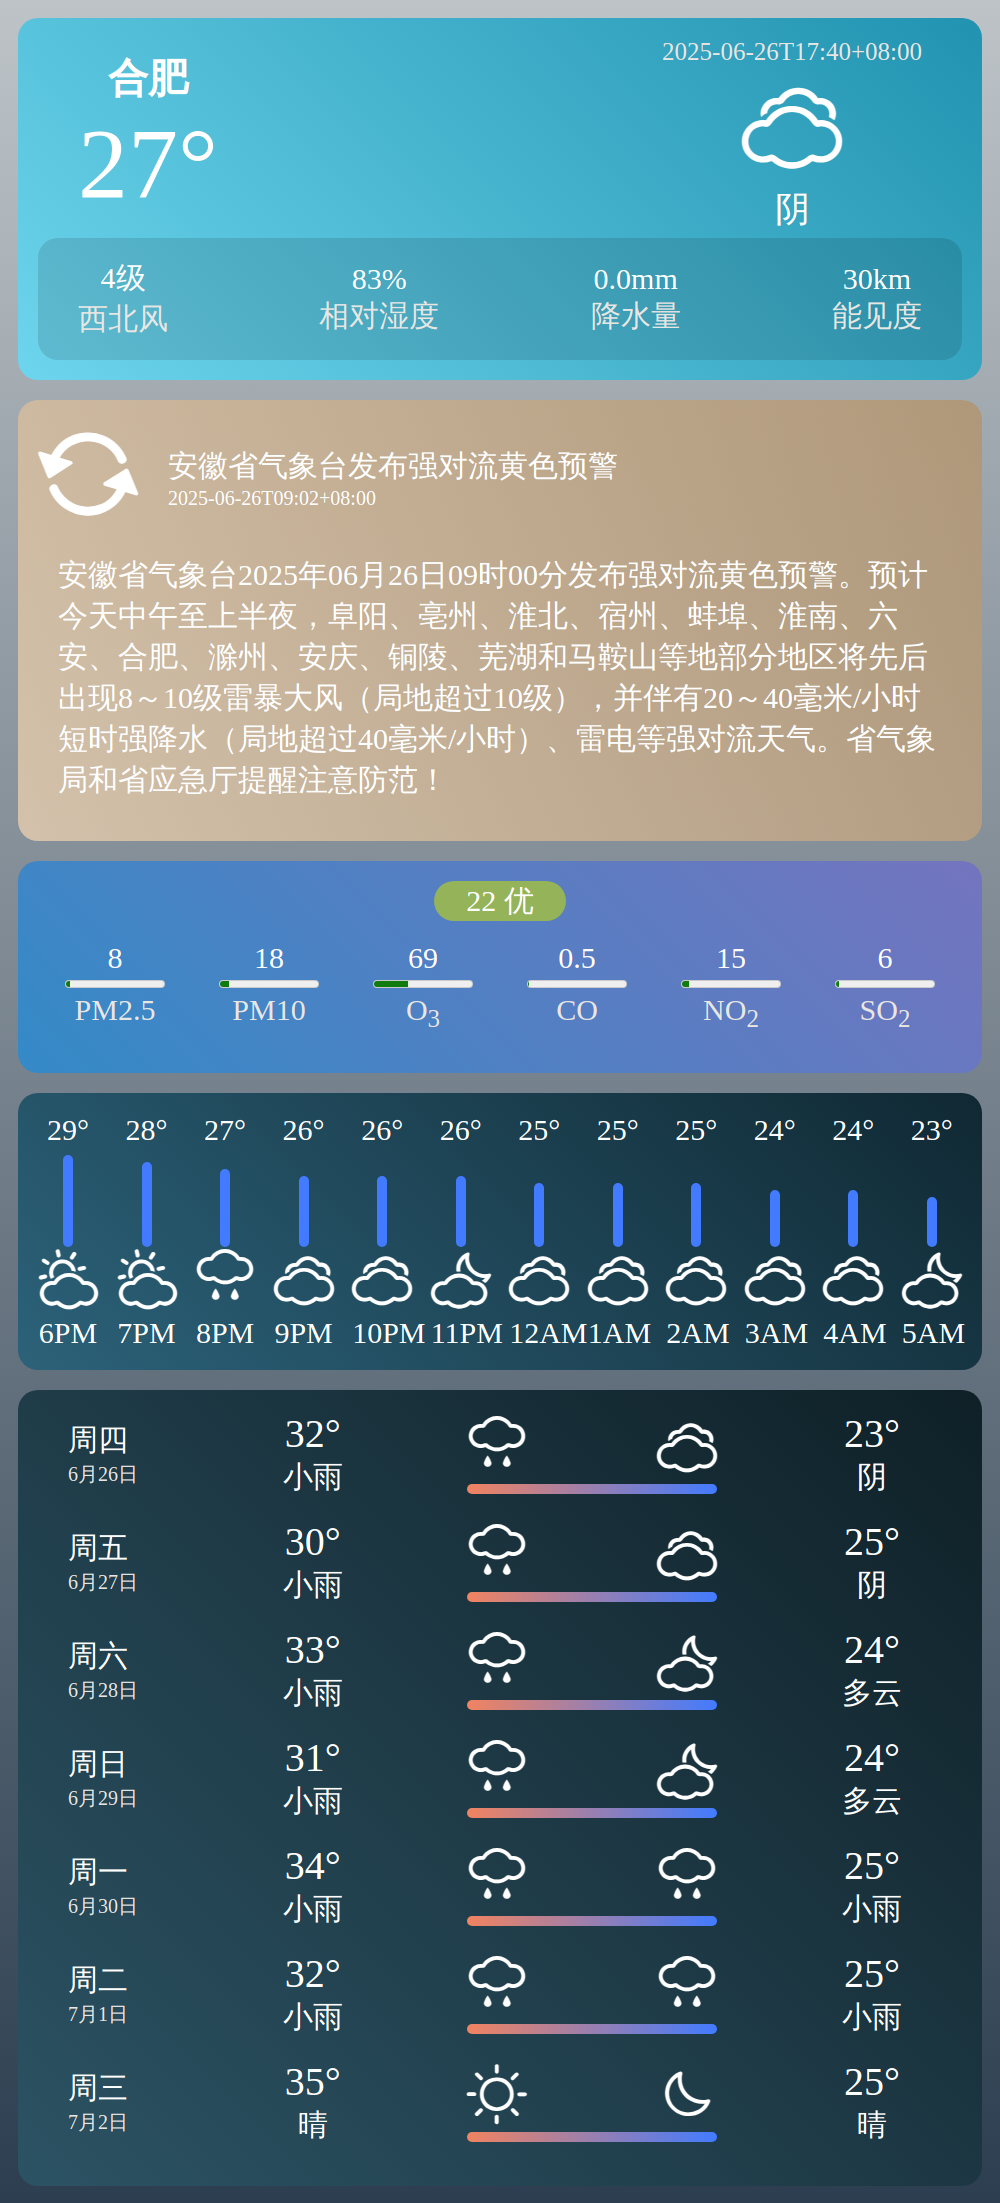 合肥
27°
2025-06-26T17:40+08:00
阴
4级 83% 0.0mm 30km
西北风 相对湿度 降水量 能见度
安徽省气象台发布强对流黄色预警
2025-06-26T09:02+08:00
安徽省气象台2025年06月26日09时00分发布强对流黄色预警。预计
今天中午至上半夜，阜阳、亳州、淮北、宿州、蚌埠、淮南、六
安、合肥、滁州、安庆、铜陵、芜湖和马鞍山等地部分地区将先后
出现8～10级雷暴大风（局地超过10级），并伴有20～40毫米/小时
短时强降水（局地超过40毫米/小时）、雷电等强对流天气。省气象
局和省应急厅提醒注意防范！
22 优
8 18 69 0.5 15 6
PM2.5 PM10 O3 CO NO2 SO2
29° 28° 27° 26° 26° 26° 25° 25° 25° 24° 24° 23°
6PM 7PM 8PM 9PM 10PM 11PM 12AM 1AM 2AM 3AM 4AM 5AM
周四 32° 23°
6月26日 小雨 阴
周五 30° 25°
6月27日 小雨 阴
周六 33° 24°
6月28日 小雨 多云
周日 31° 24°
6月29日 小雨 多云
周一 34° 25°
6月30日 小雨 小雨
周二 32° 25°
7月1日 小雨 小雨
周三 35° 25°
7月2日 晴 晴